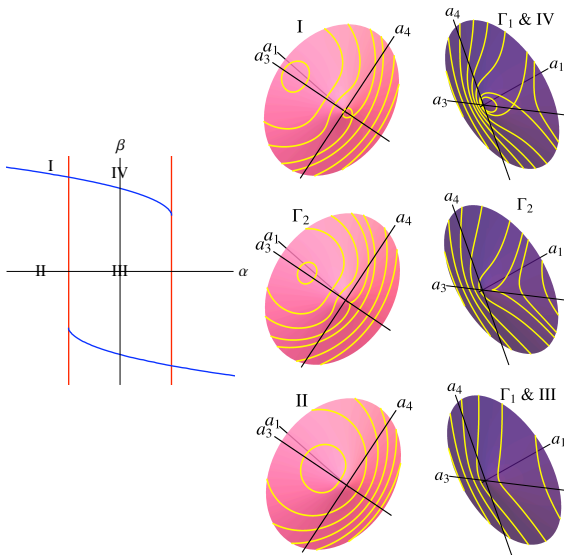 β
I
IV
II
III
α
I
a₄
a₁
a₃
Γ₁ & IV
a₄
a₁
a₃
Γ₂
a₄
a₁
a₃
Γ₂
a₄
a₁
a₃
II
a₄
a₁
a₃
Γ₁ & III
a₄
a₁
a₃